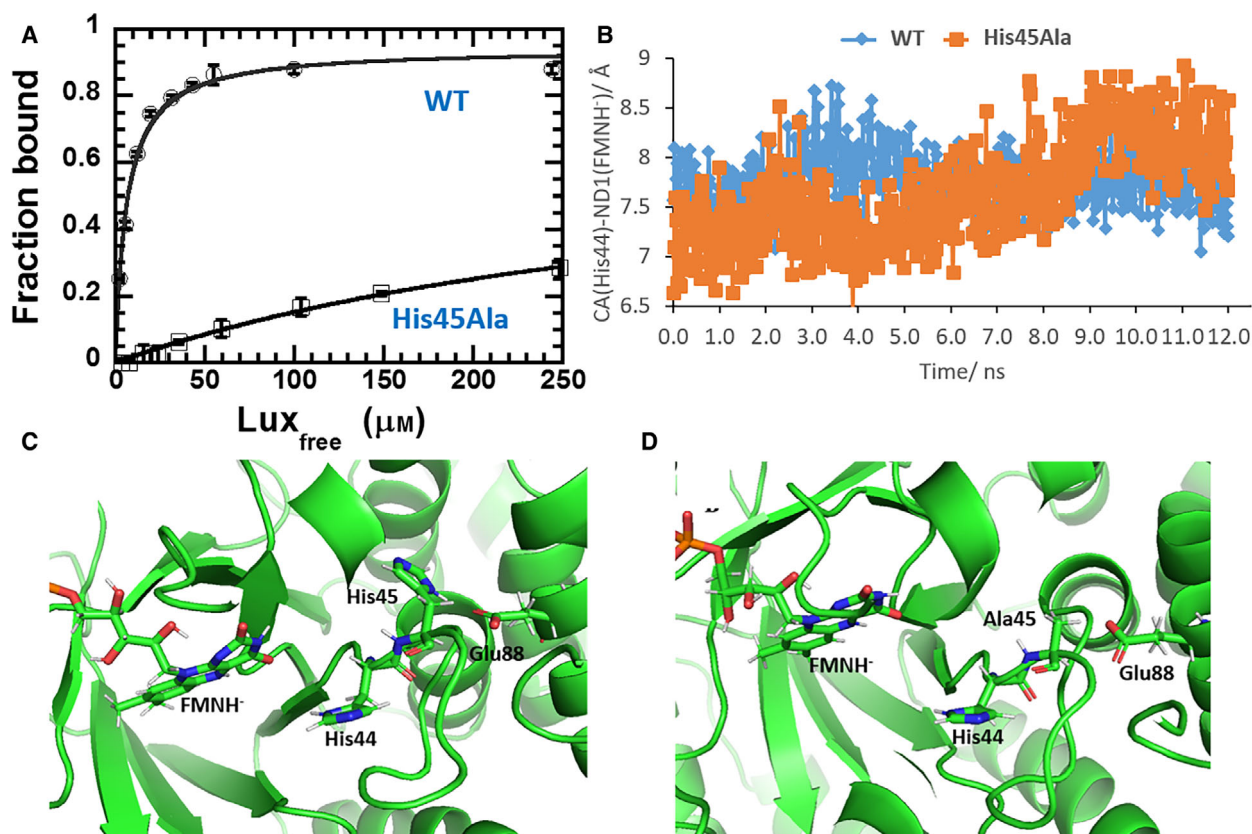 A
Fraction bound
1
0.8
0.6
0.4
0.2
0
WT
His45Ala
0 50 100 150 200 250
Lux free (μM)
B
WT His45Ala
CA(His44)-ND1(FMNH-)/ Å
9
8.5
8
7.5
7
6.5
0.0 1.0 2.0 3.0 4.0 5.0 6.0 7.0 8.0 9.0 10.0 11.0 12.0
Time/ ns
C
His45
Glu88
FMNH-
His44
D
Ala45
Glu88
FMNH-
His44